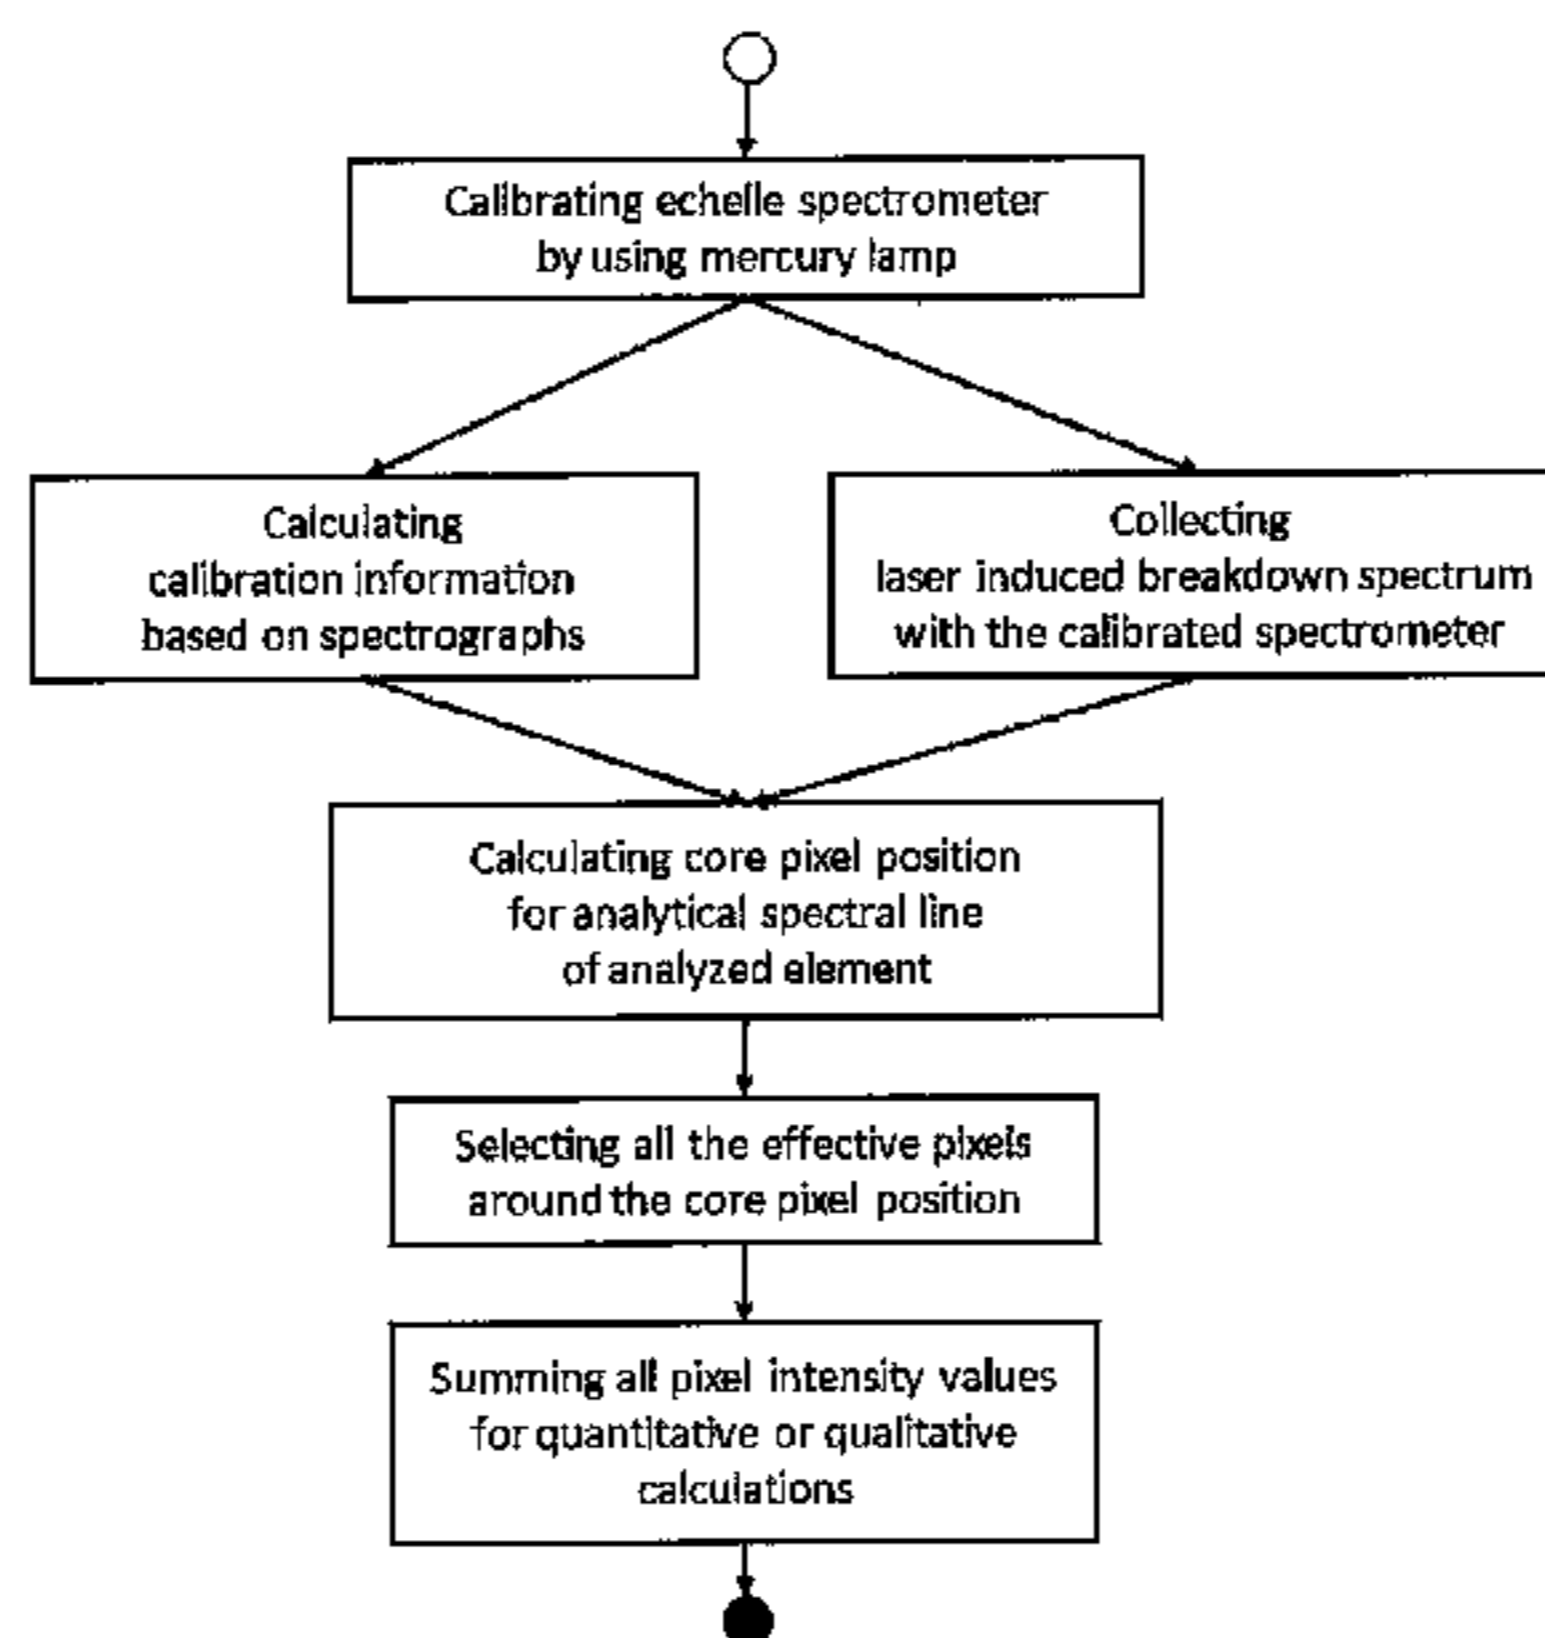 Calibrating echelle spectrometer
by using mercury lamp
Calculating
calibration information
based on spectrographs
Collecting
laser induced breakdown spectrum
with the calibrated spectrometer
Calculating core pixel position
for analytical spectral line
of analyzed element
Selecting all the effective pixels
around the core pixel position
Summing all pixel intensity values
for quantitative or qualitative
calculations